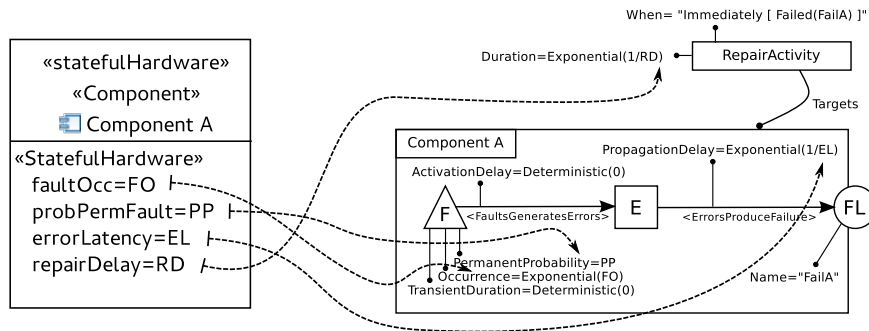 «statefulHardware»
«Component»
Component A
«StatefulHardware»
faultOcc=FO
probPermFault=PP
errorLatency=EL
repairDelay=RD
When= "Immediately [ Failed(FailA) ]"
Duration=Exponential(1/RD)
RepairActivity
Targets
Component A
PropagationDelay=Exponential(1/EL)
ActivationDelay=Deterministic(0)
F
<FaultsGeneratesErrors>
E
<ErrorsProduceFailure>
FL
PermanentProbability=PP
Occurrence=Exponential(FO)
TransientDuration=Deterministic(0)
Name="FailA"